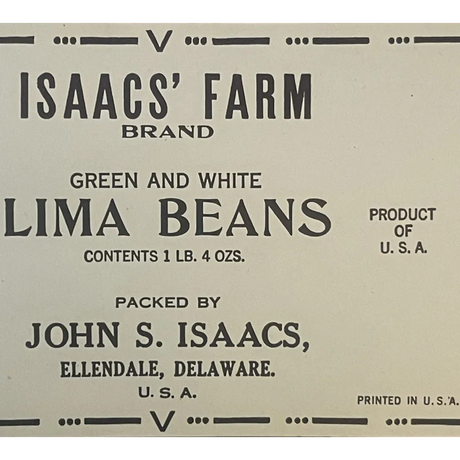 ISAACS' FARM
BRAND
GREEN AND WHITE
LIMA BEANS
CONTENTS 1 LB. 4 OZS.
PACKED BY
JOHN S. ISAACS,
ELLENDALE, DELAWARE.
U. S. A.
PRODUCT
OF
U. S. A.
PRINTED IN U. S. A.